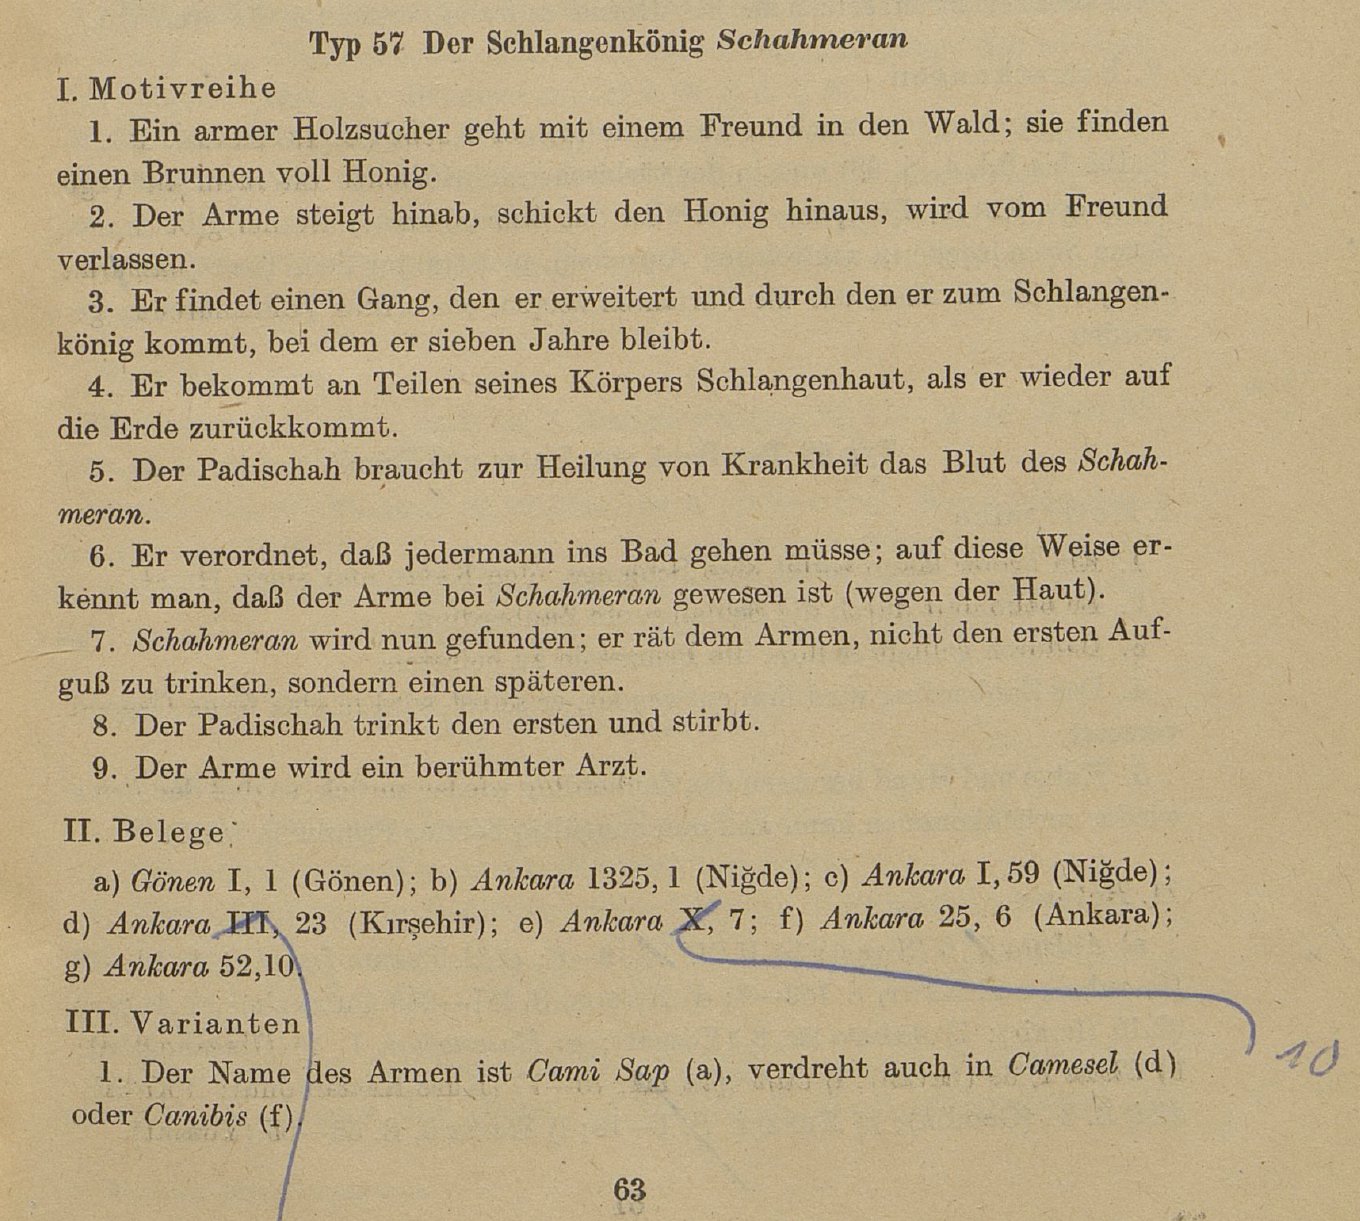 Typ 57 Der Schlangenkönig Schahmeran
I. Motivreihe
1. Ein armer Holzsucher geht mit einem Freund in den Wald; sie finden
einen Brunnen voll Honig.
2. Der Arme steigt hinab, schickt den Honig hinaus, wird vom Freund
verlassen.
3. Er findet einen Gang, den er erweitert und durch den er zum Schlangen-
könig kommt, bei dem er sieben Jahre bleibt.
4. Er bekommt an Teilen seines Körpers Schlangenhaut, als er wieder auf
die Erde zurückkommt.
5. Der Padischah braucht zur Heilung von Krankheit das Blut des Schah-
meran.
6. Er verordnet, daß jedermann ins Bad gehen müsse; auf diese Weise er-
kennt man, daß der Arme bei Schahmeran gewesen ist (wegen der Haut).
7. Schahmeran wird nun gefunden; er rät dem Armen, nicht den ersten Auf-
guß zu trinken, sondern einen späteren.
8. Der Padischah trinkt den ersten und stirbt.
9. Der Arme wird ein berühmter Arzt.
II. Belege:
a) Gönen I, 1 (Gönen); b) Ankara 1325, 1 (Niğde); c) Ankara I, 59 (Niğde);
d) Ankara III, 23 (Kırşehir); e) Ankara X, 7; f) Ankara 25, 6 (Ankara);
g) Ankara 52,10.
III. Varianten
1. Der Name des Armen ist Cami Sap (a), verdreht auch in Camesel (d)
10
oder Canibis (f).
63